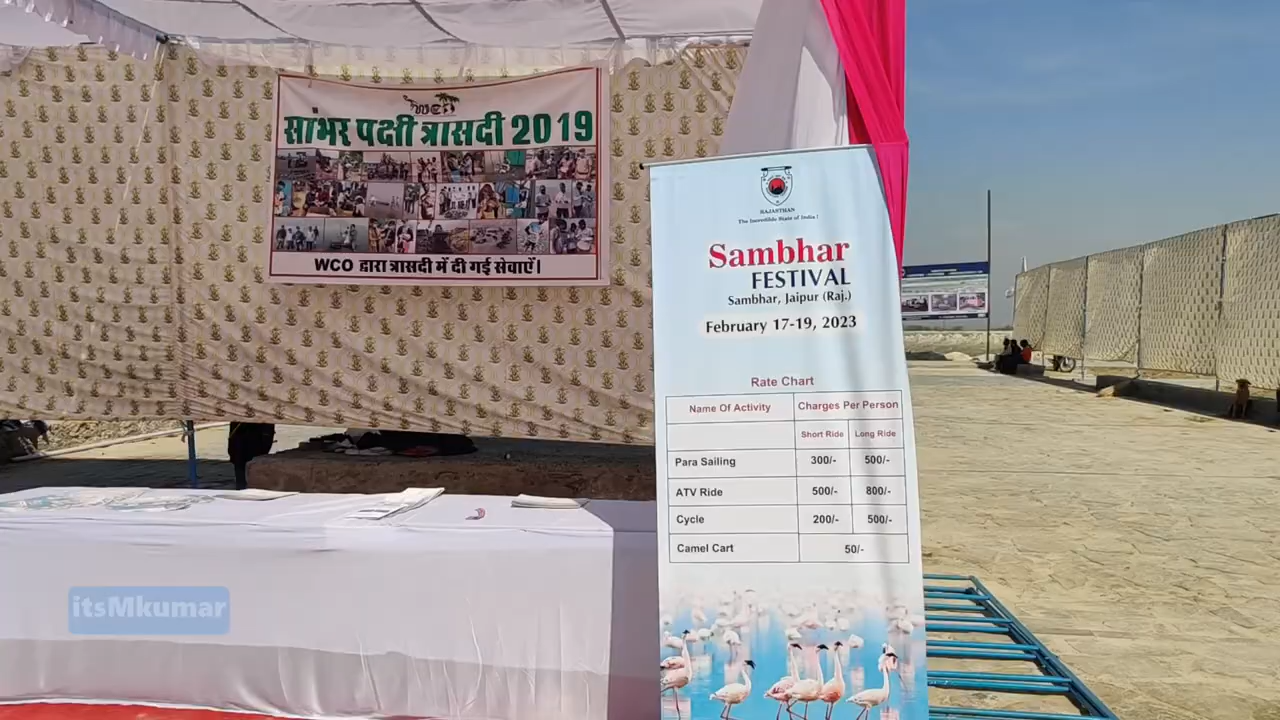 WCO
सांभर पक्षी त्रासदी 2019
WCO द्वारा त्रासदी में दी गई सेवाऐं।
RAJASTHAN
The Incredible State of India!
Sambhar
FESTIVAL
Sambhar, Jaipur (Raj.)
February 17-19, 2023
Rate Chart
Name Of Activity Charges Per Person
Short Ride Long Ride
Para Sailing 300/- 500/-
ATV Ride 500/- 800/-
Cycle 200/- 500/-
Camel Cart 50/-
itsMkumar